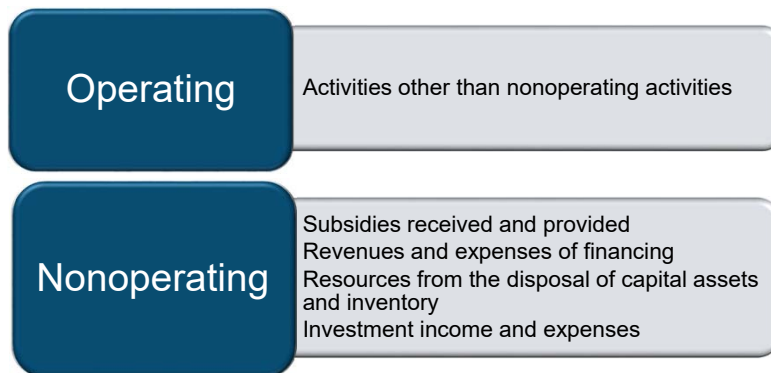 Operating
Activities other than nonoperating activities
Nonoperating
Subsidies received and provided
Revenues and expenses of financing
Resources from the disposal of capital assets
and inventory
Investment income and expenses